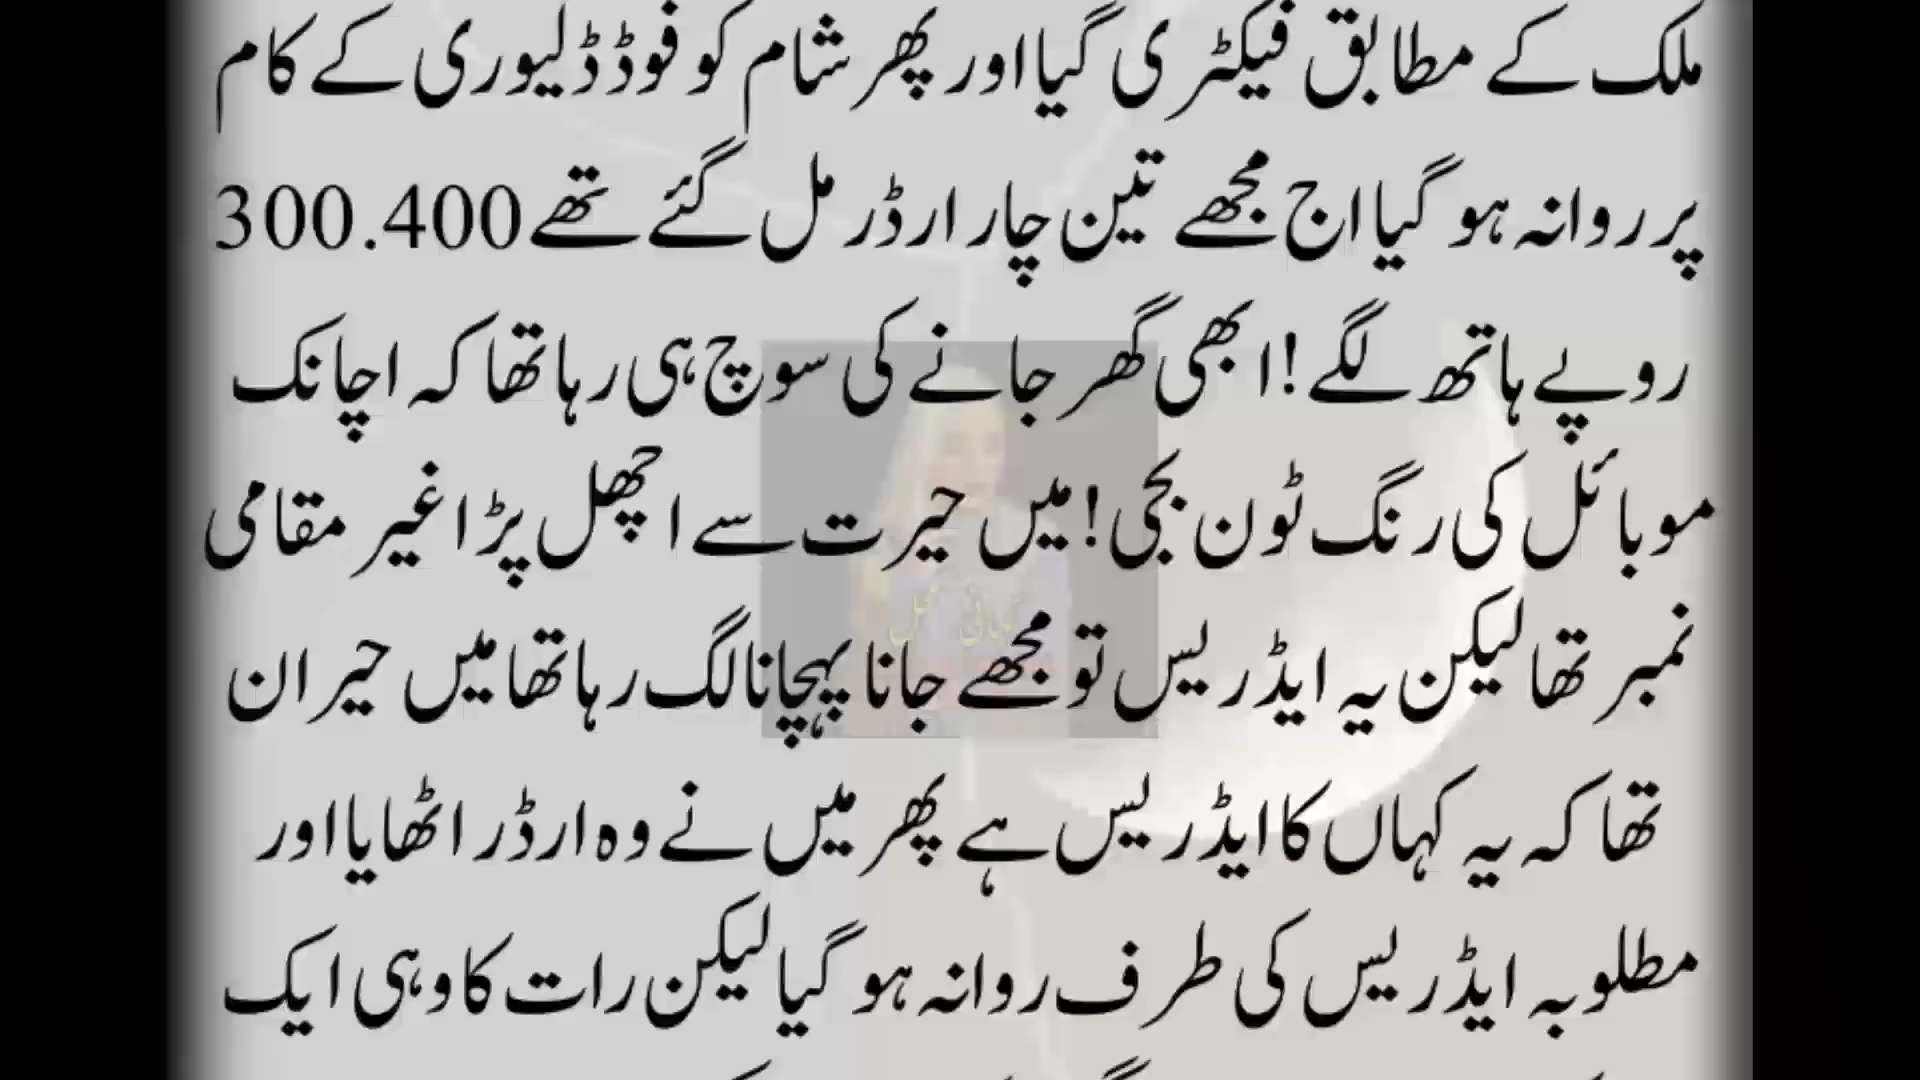 ملک کے مطابق فیکٹری گیا اور پھر شام کو فوڈ ڈلیوری کے کام
پر روانہ ہو گیا اج مجھے تین چار ارڈر مل گئے تھے 300.400
روپے ہاتھ لگے !ابھی گھر جانے کی سوچ ہی رہا تھا کہ اچانک
موبائل کی رنگ ٹون بجی !میں حیرت سے اچھل پڑا غیر مقامی
نمبر تھا لیکن یہ ایڈریس تو مجھے جانا پہچانا لگ رہا تھا میں حیران
تھا کہ یہ کہاں کا ایڈریس ہے پھر میں نے وہ ارڈر اٹھایا اور
مطلوبہ ایڈریس کی طرف روانہ ہو گیا لیکن رات کا وہی ایک